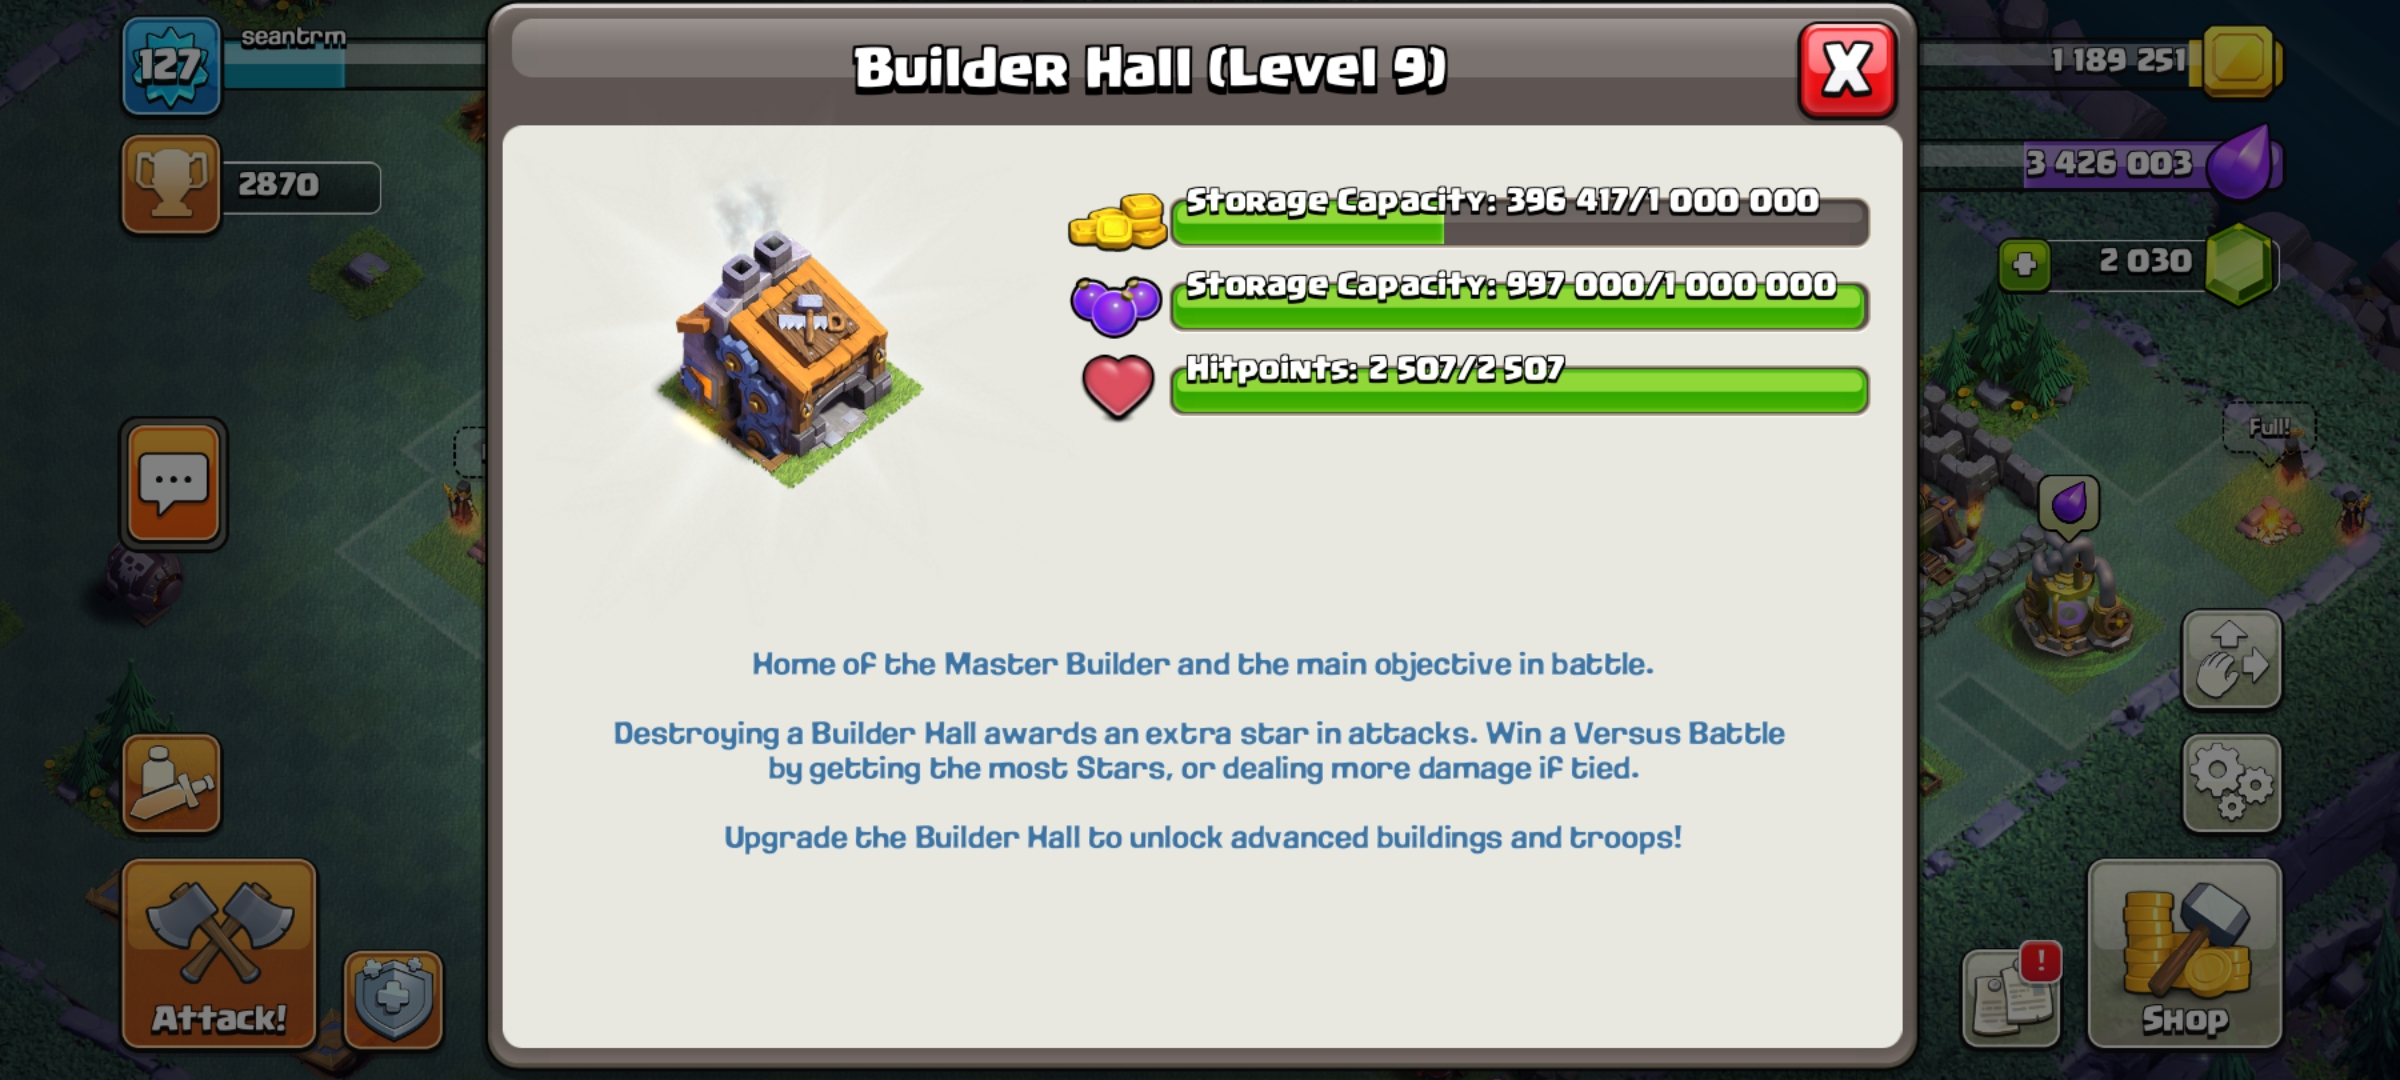 127
seantrm
2870
Builder Hall (Level 9)
X
1 189 251
3 426 003
2 030
Storage Capacity: 396 417/1 000 000
Storage Capacity: 997 000/1 000 000
Hitpoints: 2 507/2 507
Full!
Home of the Master Builder and the main objective in battle.
Destroying a Builder Hall awards an extra star in attacks. Win a Versus Battle
by getting the most Stars, or dealing more damage if tied.
Upgrade the Builder Hall to unlock advanced buildings and troops!
Attack!
!
Shop